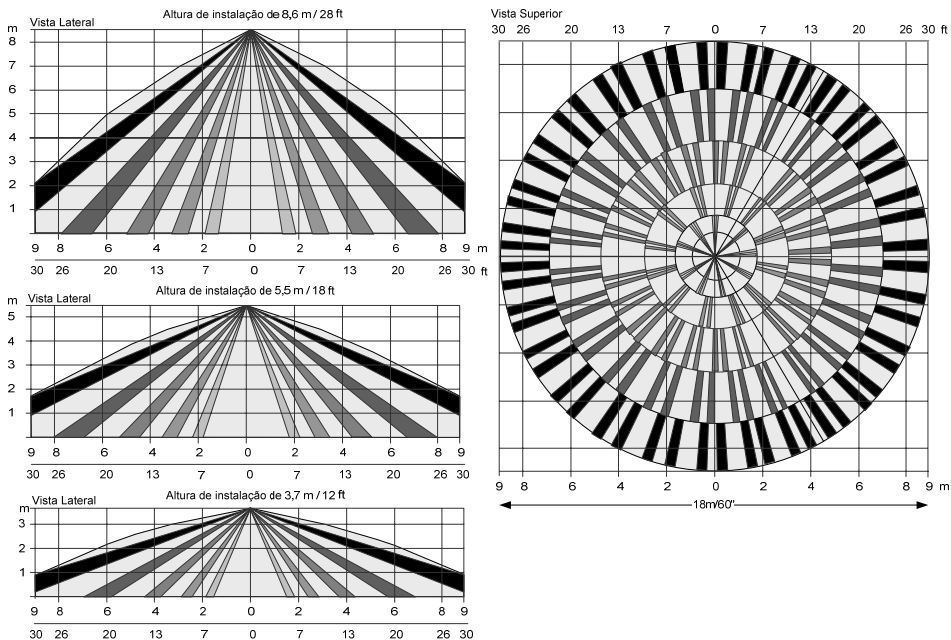 Altura de instalação de 8,6 m / 28 ft
Vista Lateral
m
8
7
6
5
4
3
2
1
9 8 6 4 2 0 2 4 6 8 9 m
30 26 20 13 7 0 7 13 20 26 30 ft
Altura de instalação de 5,5 m / 18 ft
Vista Lateral
m
5
4
3
2
1
9 8 6 4 2 0 2 4 6 8 9
30 26 20 13 7 0 7 13 20 26 30
Altura de instalação de 3,7 m / 12 ft
Vista Lateral
m
3
2
1
9 8 6 4 2 0 2 4 6 8 9
30 26 20 13 7 0 7 13 20 26 30
Vista Superior
30 26 20 13 7 0 7 13 20 26 30 ft
9 8 6 4 2 0 2 4 6 8 9 m
18m/60"